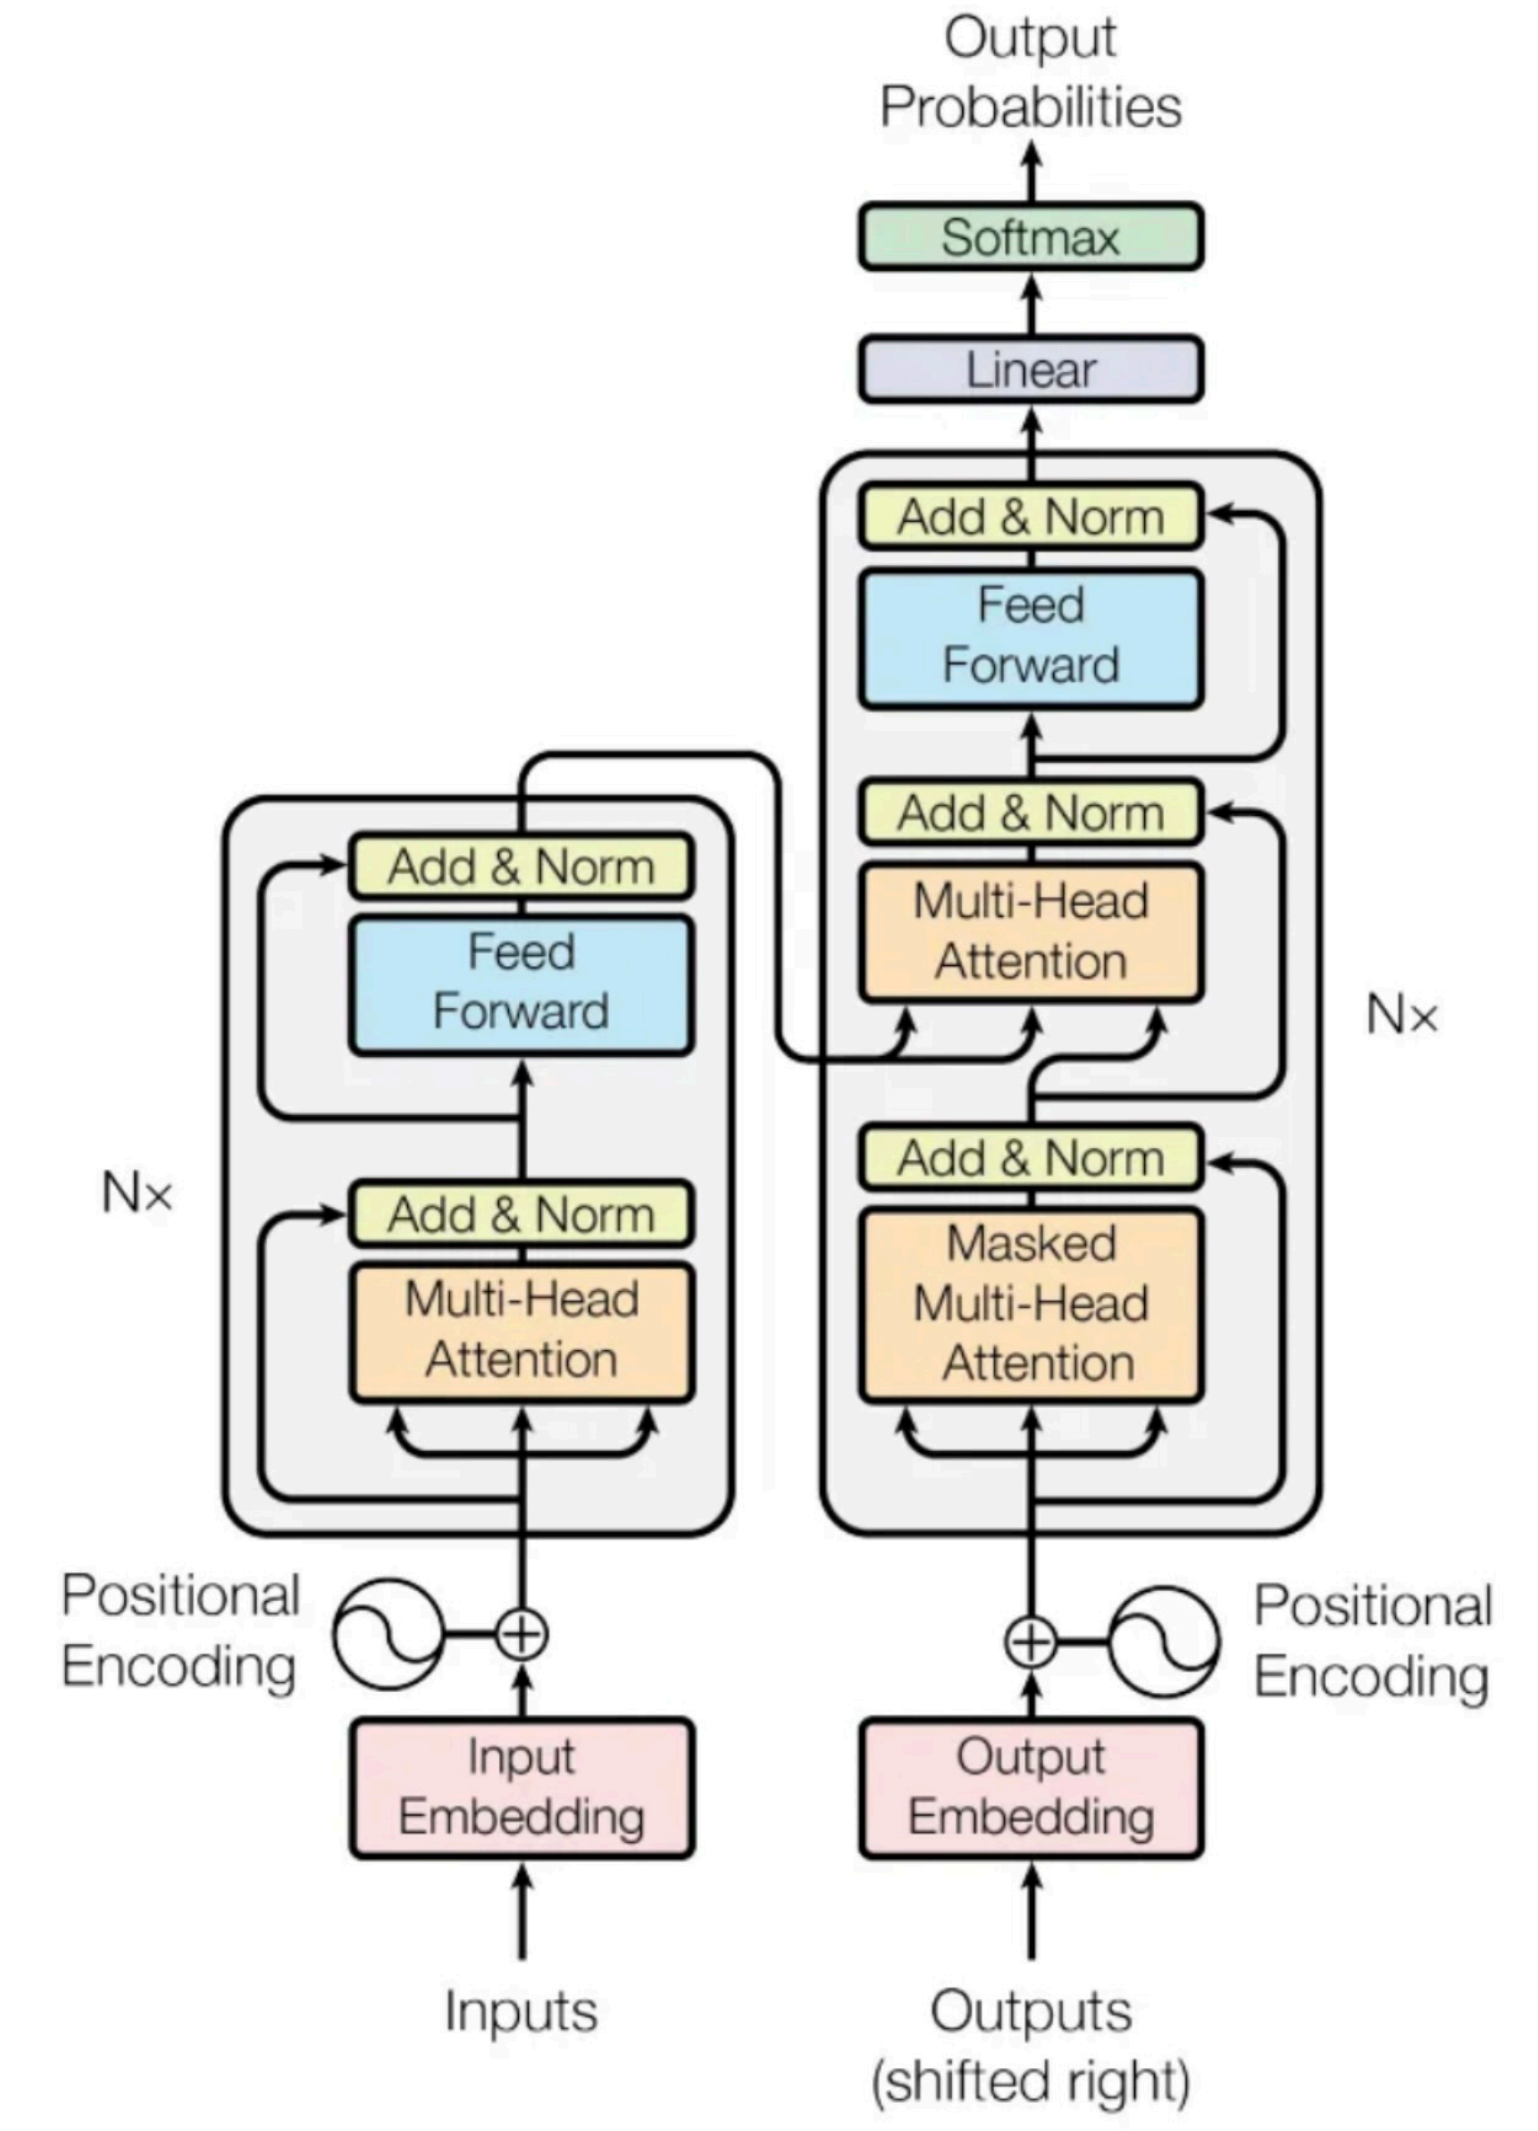 Output
Probabilities
Softmax
Linear
Add & Norm
Feed
Forward
Add & Norm
Multi-Head
Attention
Add & Norm
Masked
Multi-Head
Attention
Nx
Positional
Encoding
Output
Embedding
Outputs
(shifted right)
Add & Norm
Feed
Forward
Add & Norm
Multi-Head
Attention
Nx
Positional
Encoding
Input
Embedding
Inputs